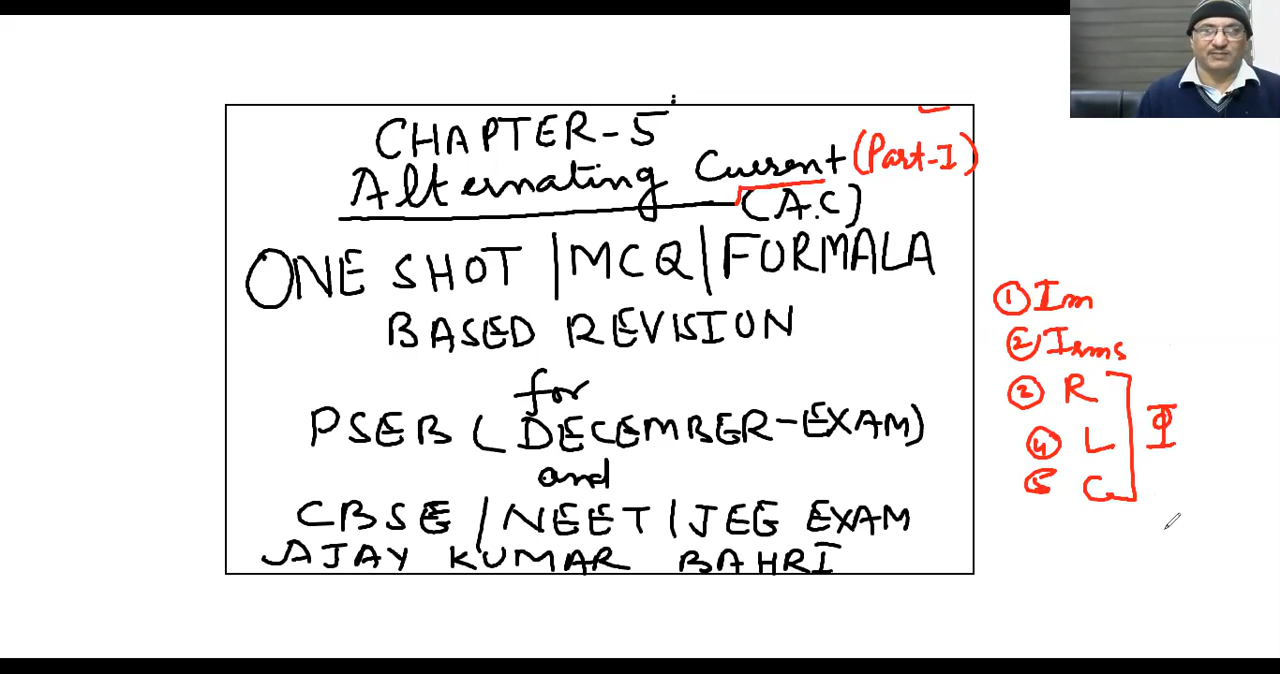 CHAPTER-5
Alternating Current (Part-I)
(A.C)
ONE SHOT | MCQ | FORMALA
BASED REVISION
for
PSEB ( DECEMBER-EXAM)
and
CBSE / NEET | JEE EXAM
AJAY KUMAR BAHRI
① Im
② Irms
③ R
④ L
⑤ C
Φ